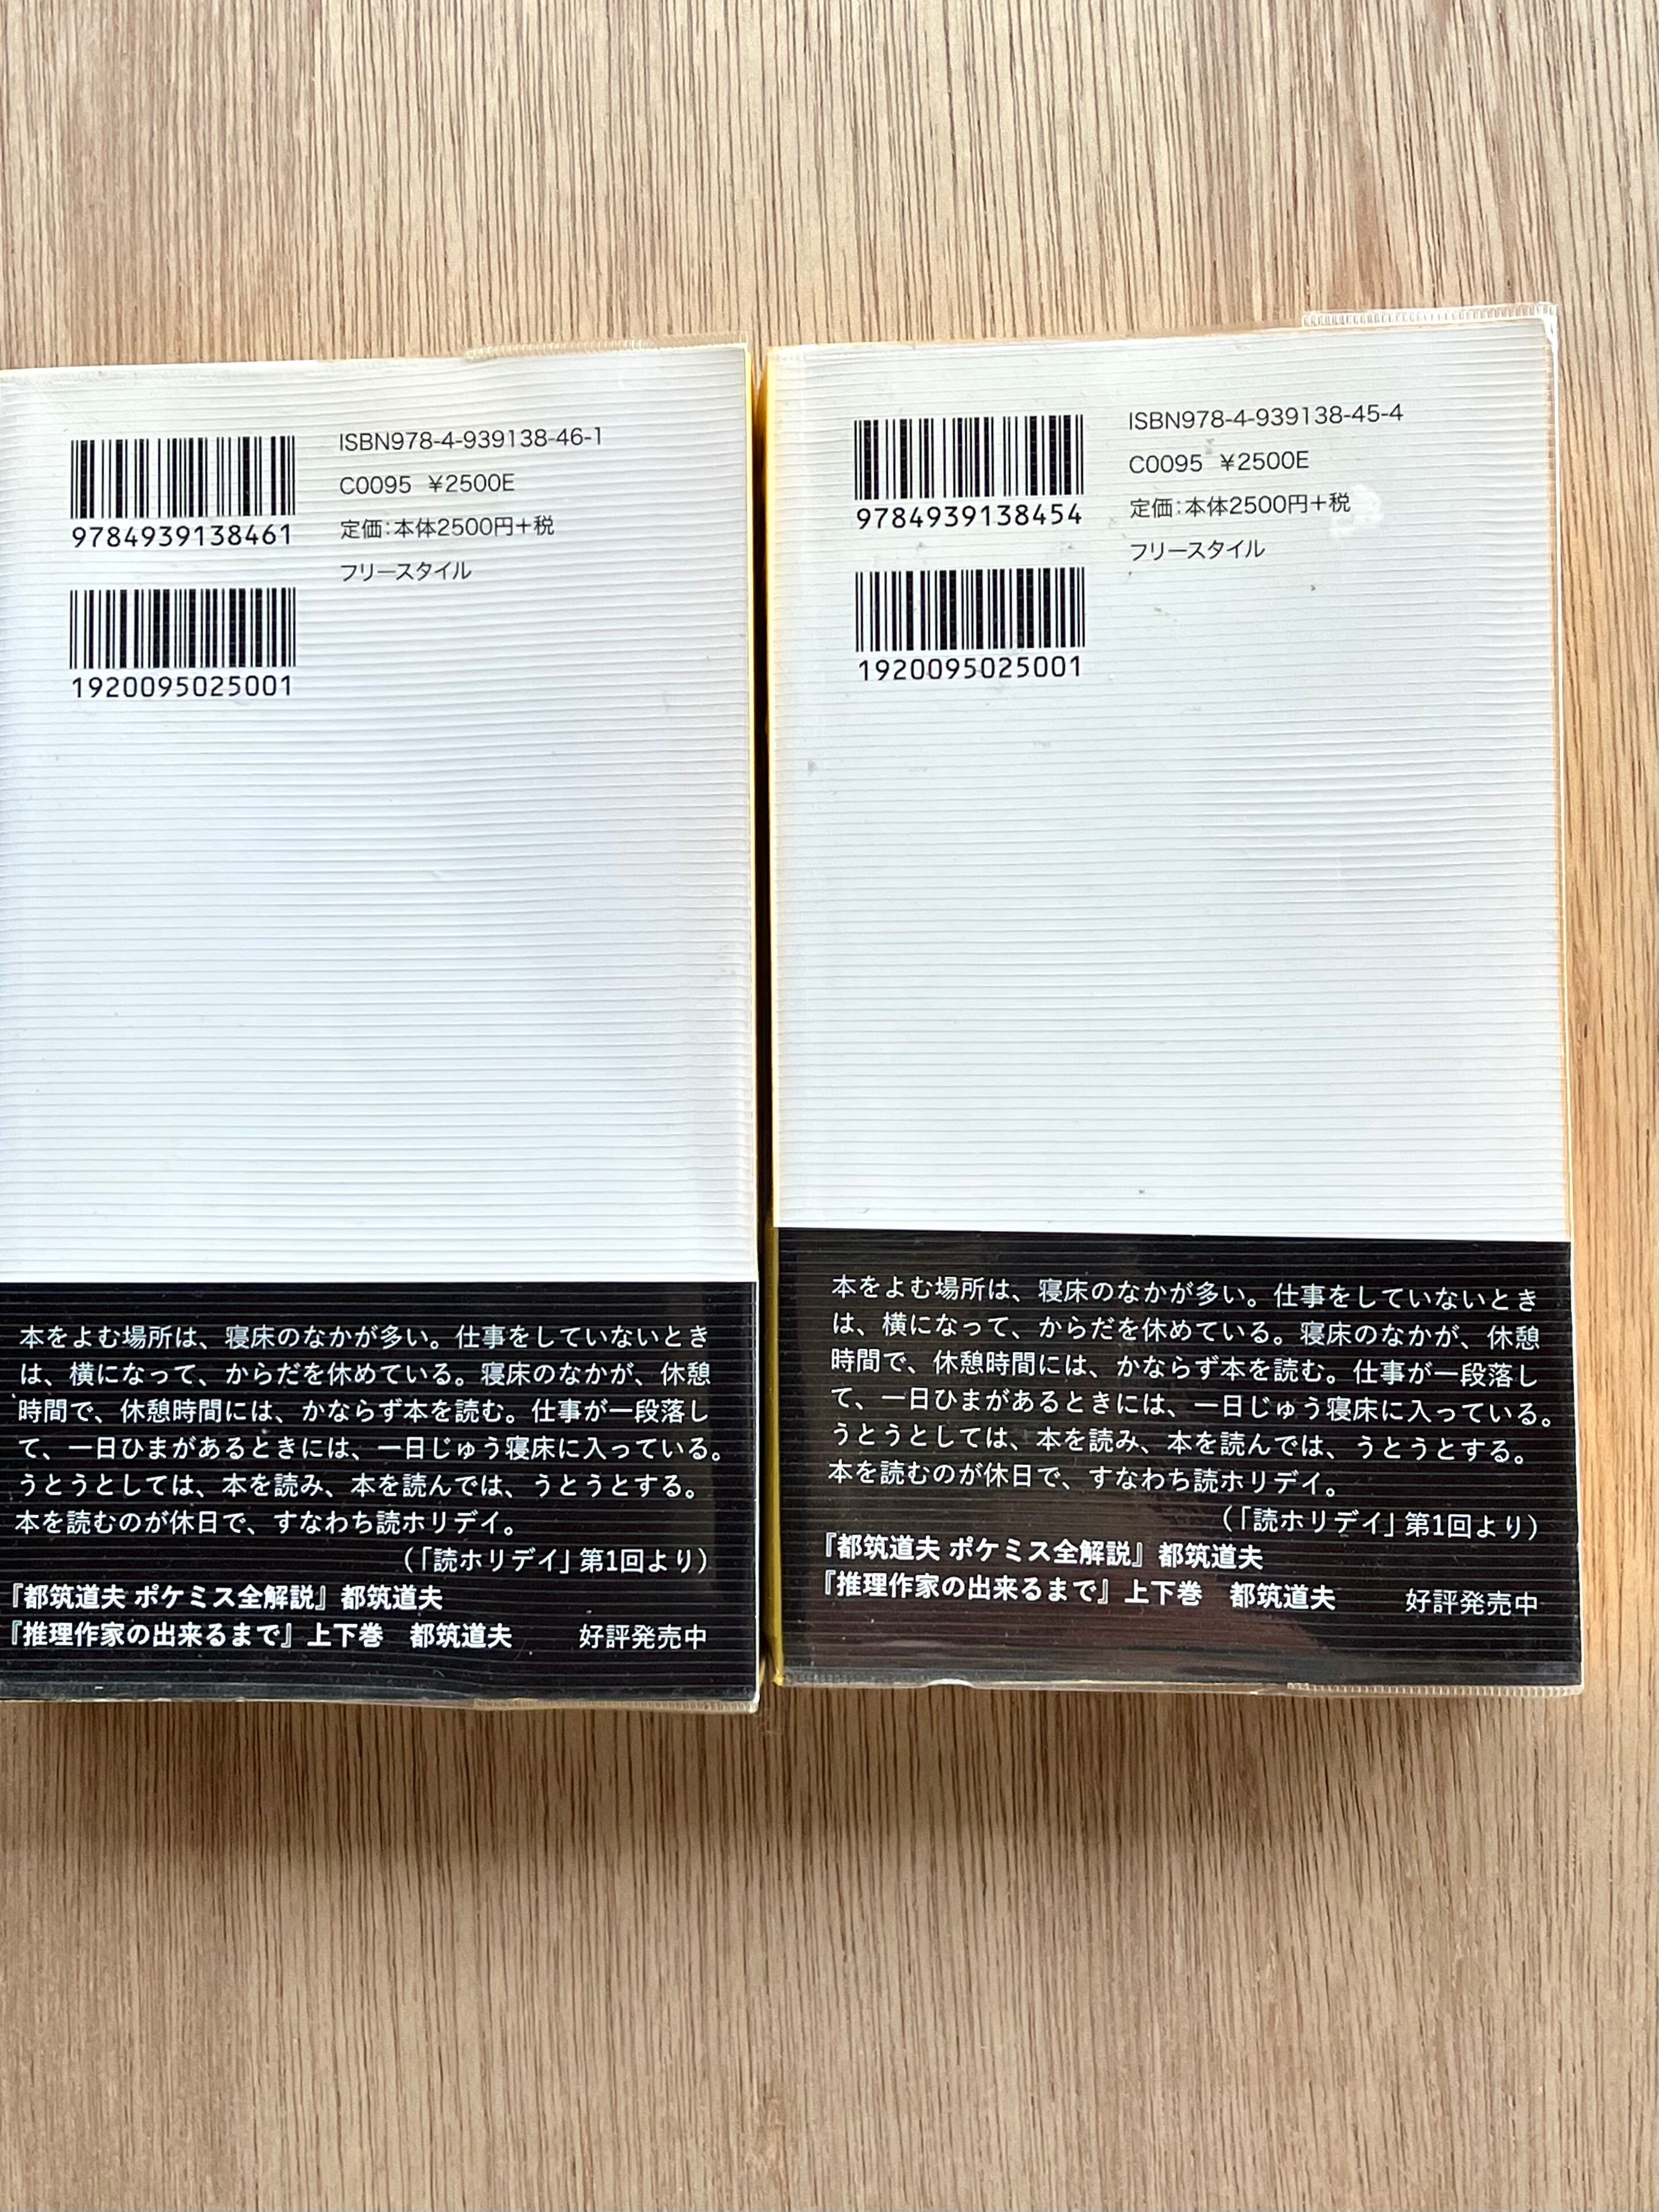 ISBN978-4-939138-46-1
C0095 ¥2500E
定価:本体2500円+税
フリースタイル
9784939138461
1920095025001
本をよむ場所は、寝床のなかが多い。仕事をしていないとき
は、横になって、からだを休めている。寝床のなかが、休憩
時間で、休憩時間には、かならず本を読む。仕事が一段落し
て、一日ひまがあるときには、一日じゅう寝床に入っている。
うとうとしては、本を読み、本を読んでは、うとうとする。
本を読むのが休日で、すなわち読ホリデイ。
(「読ホリデイ」第1回より)
『都筑道夫 ポケミス全解説』都筑道夫
『推理作家の出来るまで』上下巻 都筑道夫 好評発売中
ISBN978-4-939138-45-4
C0095 ¥2500E
定価:本体2500円+税
フリースタイル
9784939138454
1920095025001
本をよむ場所は、寝床のなかが多い。仕事をしていないとき
は、横になって、からだを休めている。寝床のなかが、休憩
時間で、休憩時間には、かならず本を読む。仕事が一段落し
て、一日ひまがあるときには、一日じゅう寝床に入っている。
うとうとしては、本を読み、本を読んでは、うとうとする。
本を読むのが休日で、すなわち読ホリデイ。
(「読ホリデイ」第1回より)
『都筑道夫 ポケミス全解説』都筑道夫
『推理作家の出来るまで』上下巻 都筑道夫 好評発売中